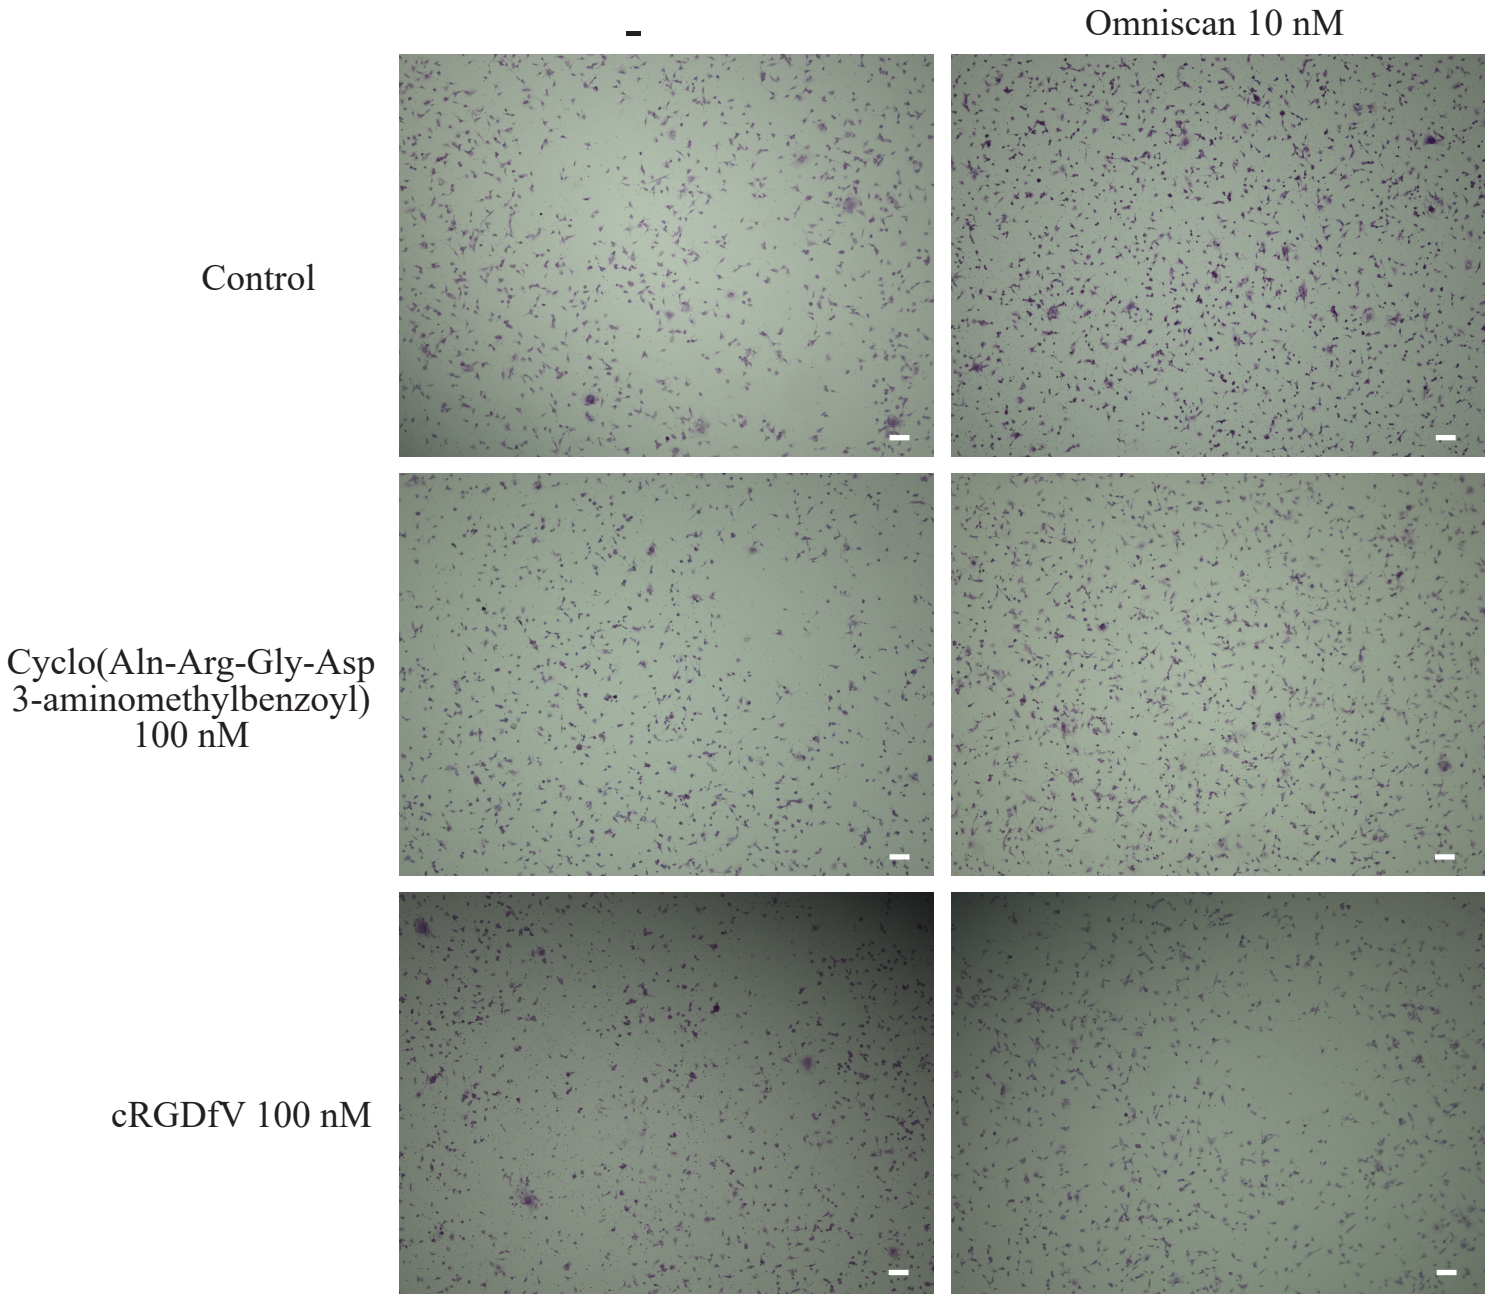 -
Omniscan 10 nM
Control
Cyclo(Aln-Arg-Gly-Asp
3-aminomethylbenzoyl)
100 nM
cRGDfV 100 nM